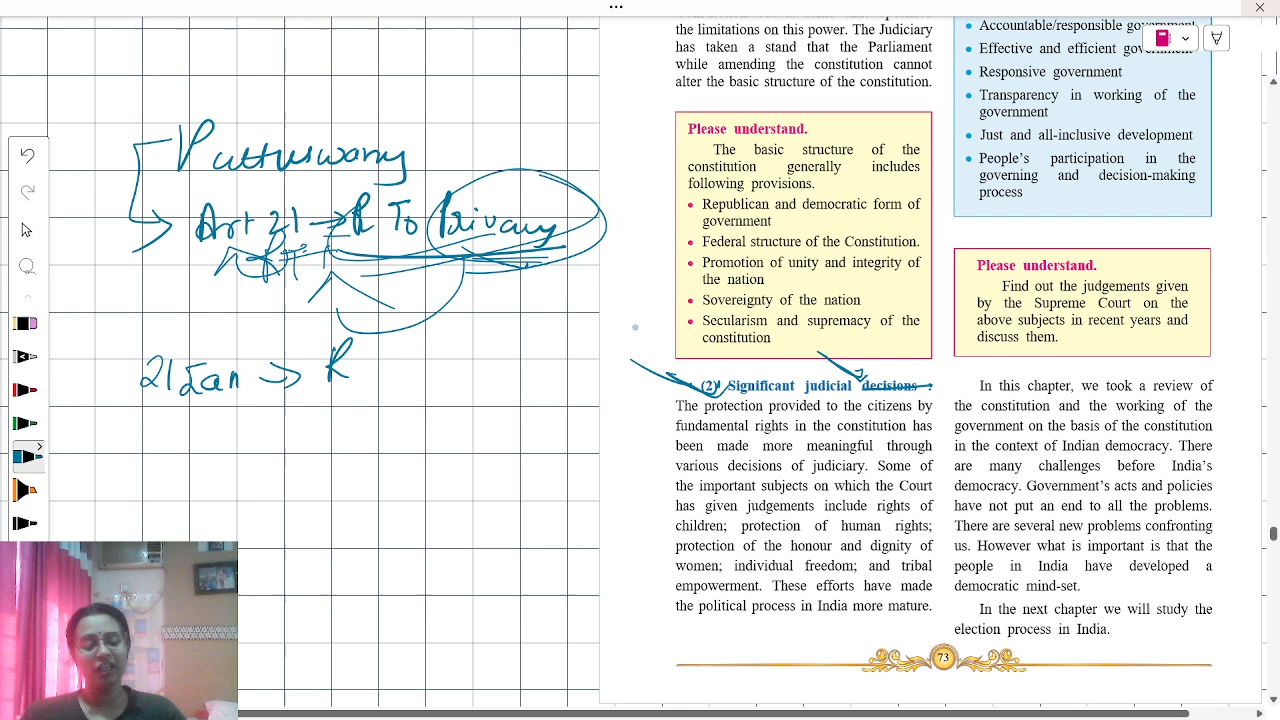 Puttuswamy
Art 21 → R To Privacy
21 Jan → R
the limitations on this power. The Judiciary
has taken a stand that the Parliament
while amending the constitution cannot
alter the basic structure of the constitution.
Please understand.
The basic structure of the
constitution generally includes
following provisions.
• Republican and democratic form of
government
• Federal structure of the Constitution.
• Promotion of unity and integrity of
the nation
• Sovereignty of the nation
• Secularism and supremacy of the
constitution
(2) Significant judicial decisions :
The protection provided to the citizens by
fundamental rights in the constitution has
been made more meaningful through
various decisions of judiciary. Some of
the important subjects on which the Court
has given judgements include rights of
children; protection of human rights;
protection of the honour and dignity of
women; individual freedom; and tribal
empowerment. These efforts have made
the political process in India more mature.
• Accountable/responsible government
• Effective and efficient government
• Responsive government
• Transparency in working of the
government
• Just and all-inclusive development
• People's participation in the
governing and decision-making
process
Please understand.
Find out the judgements given
by the Supreme Court on the
above subjects in recent years and
discuss them.
In this chapter, we took a review of
the constitution and the working of the
government on the basis of the constitution
in the context of Indian democracy. There
are many challenges before India's
democracy. Government's acts and policies
have not put an end to all the problems.
There are several new problems confronting
us. However what is important is that the
people in India have developed a
democratic mind-set.
In the next chapter we will study the
election process in India.
73